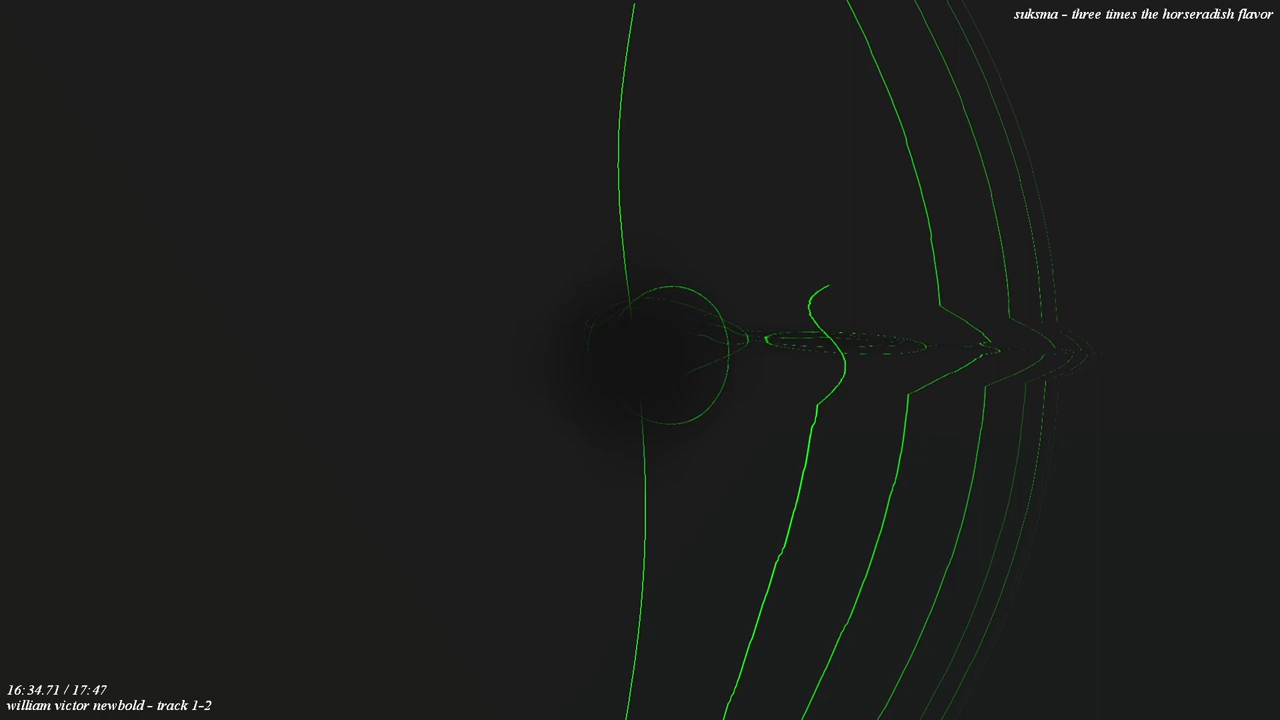 suksma - three times the horseradish flavor
16:34.71 / 17:47
william victor newbold - track 1-2